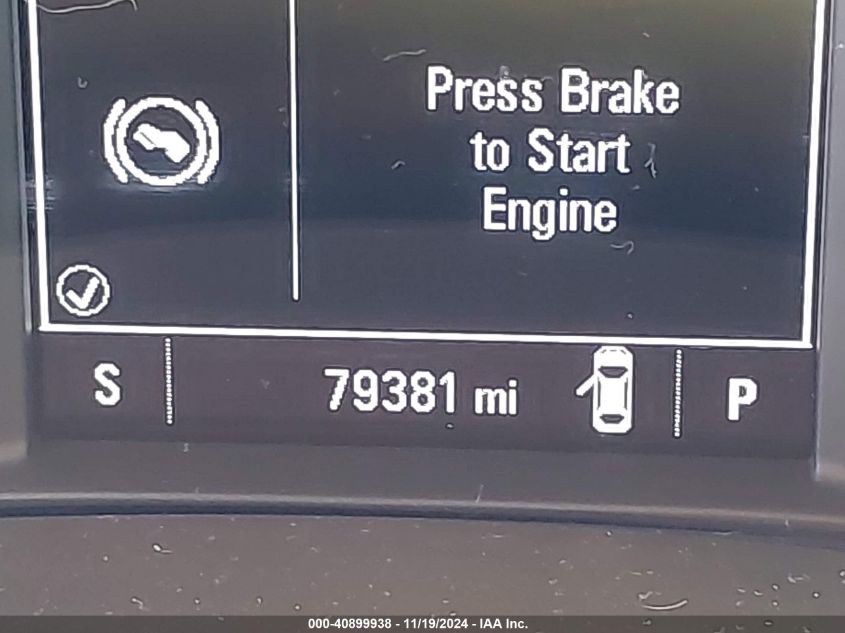 Press Brake
to Start
Engine
S 79381 mi P
000-40899938 - 11/19/2024 - IAA Inc.